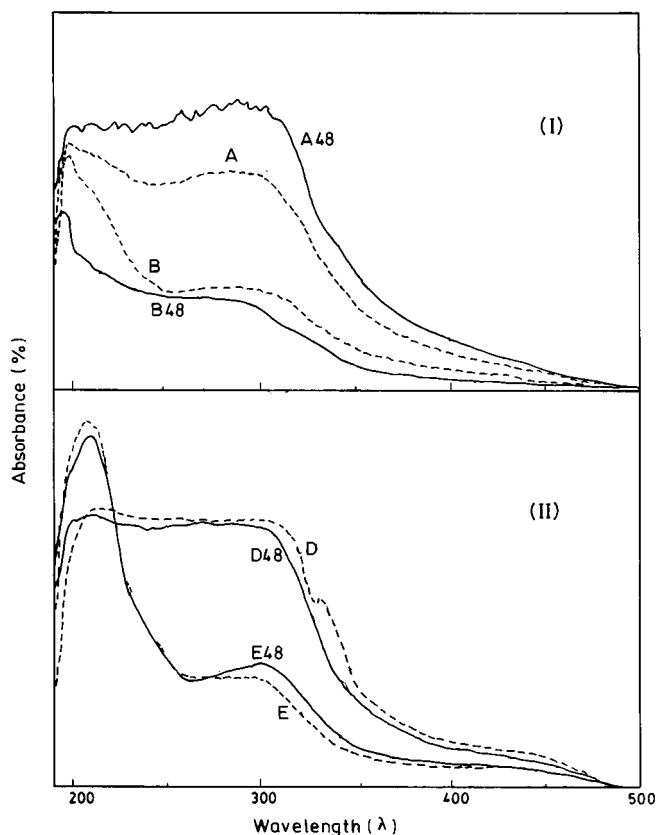 (I)
A48
A
B
B48
Absorbance (%)
(II)
D
D48
E48
E
200
300
400
500
Wavelength (λ)